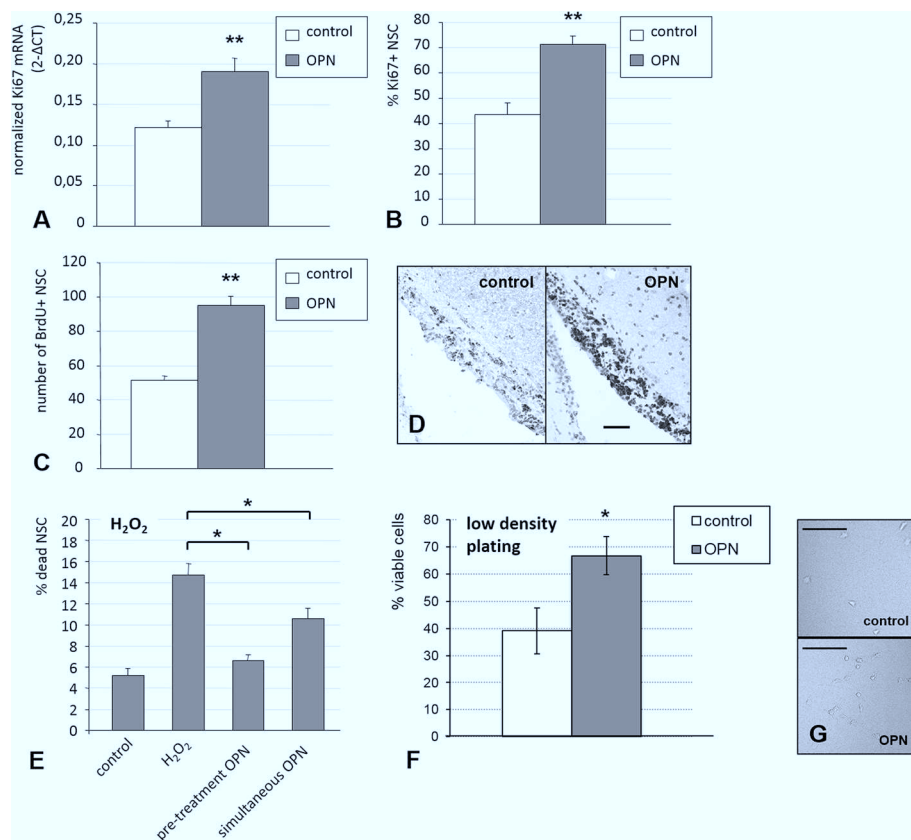 normalized Ki67 mRNA
(2-ΔCT)
0,25
0,20
0,15
0,10
0,05
0
**
control
OPN
A
% Ki67+ NSC
80
70
60
50
40
30
20
10
0
**
control
OPN
B
number of BrdU+ NSC
120
100
80
60
40
20
0
**
control
OPN
C
control
OPN
D
% dead NSC
20
18
16
14
12
10
8
6
4
2
0
H₂O₂
*
*
control
H₂O₂
pre-treatment OPN
simultaneous OPN
E
% viable cells
80
70
60
50
40
30
20
10
0
low density
plating
*
control
OPN
F
control
G
OPN